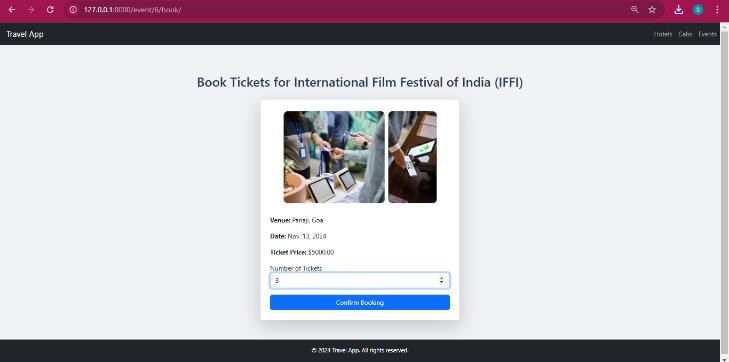 127.0.0.1:8000/event/6/book/
S
Travel App
Hotels Cabs Events
Book Tickets for International Film Festival of India (IFFI)
Venue: Panaji, Goa
Date: Nov. 13, 2024
Ticket Price: $5000.00
Number of Tickets
3
Confirm Booking
© 2024 Travel App. All rights reserved.